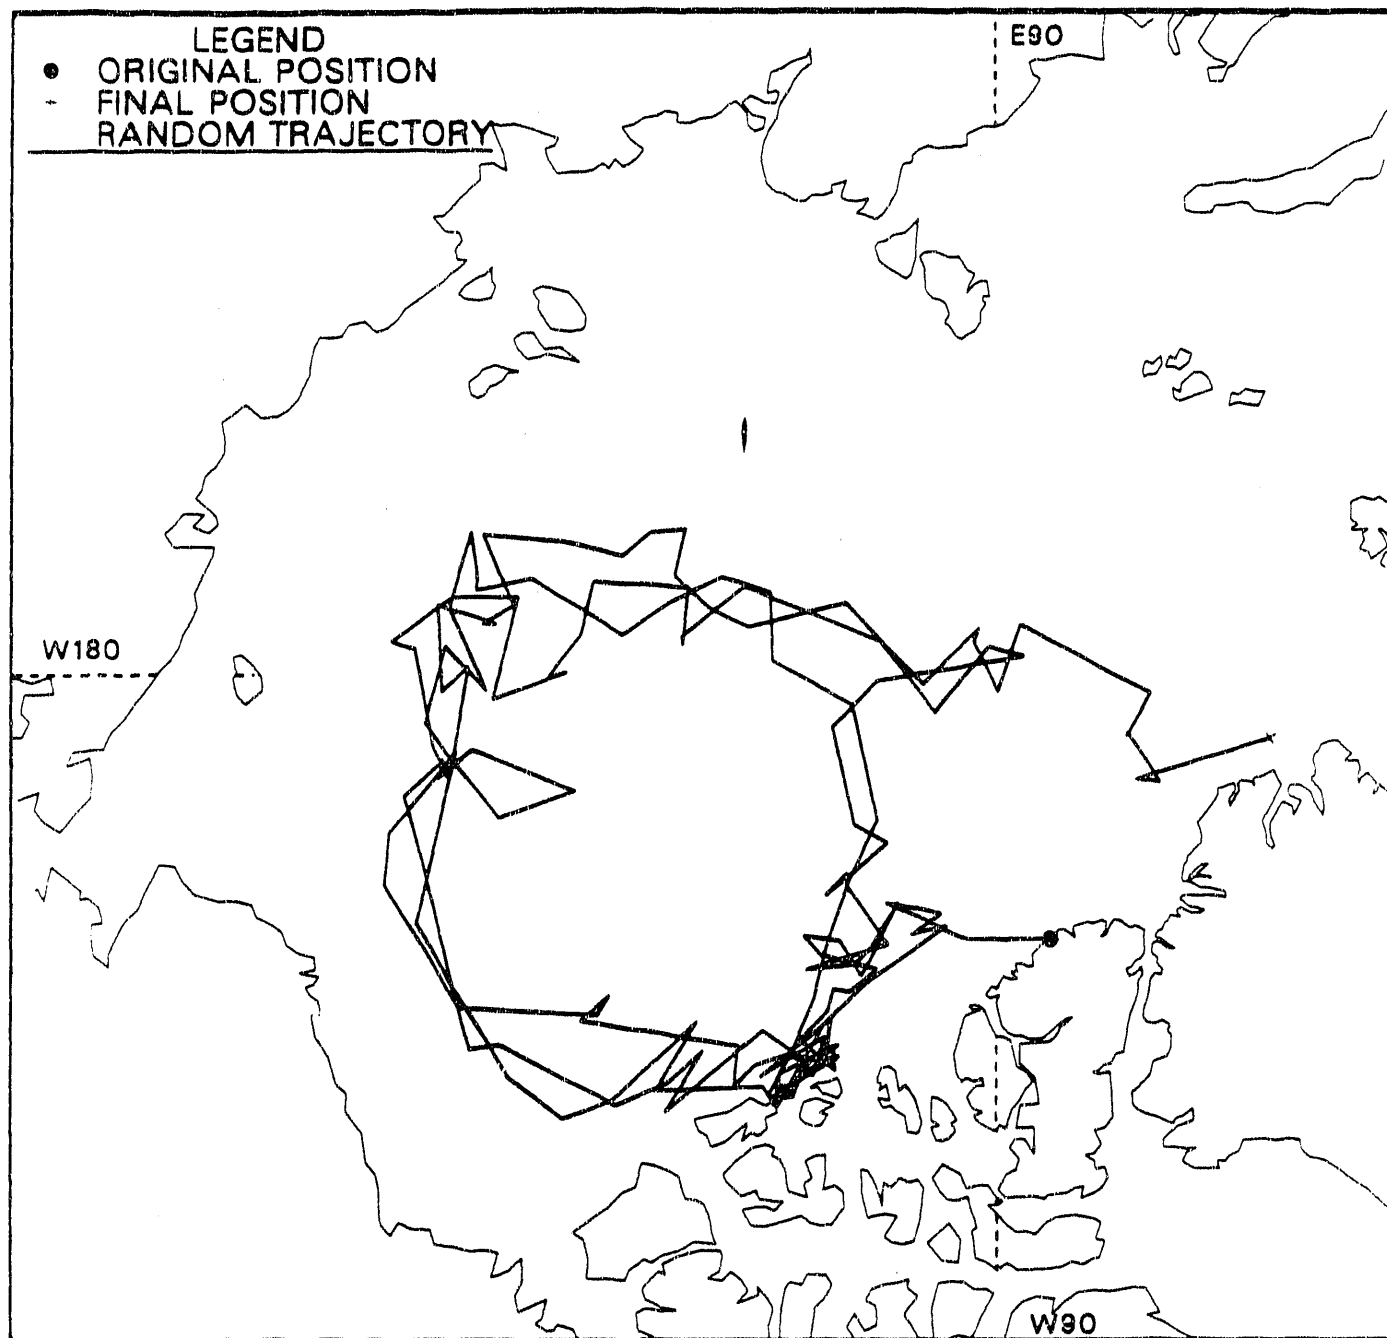 LEGEND
ORIGINAL POSITION
FINAL POSITION
RANDOM TRAJECTORY
E90
W180
W90